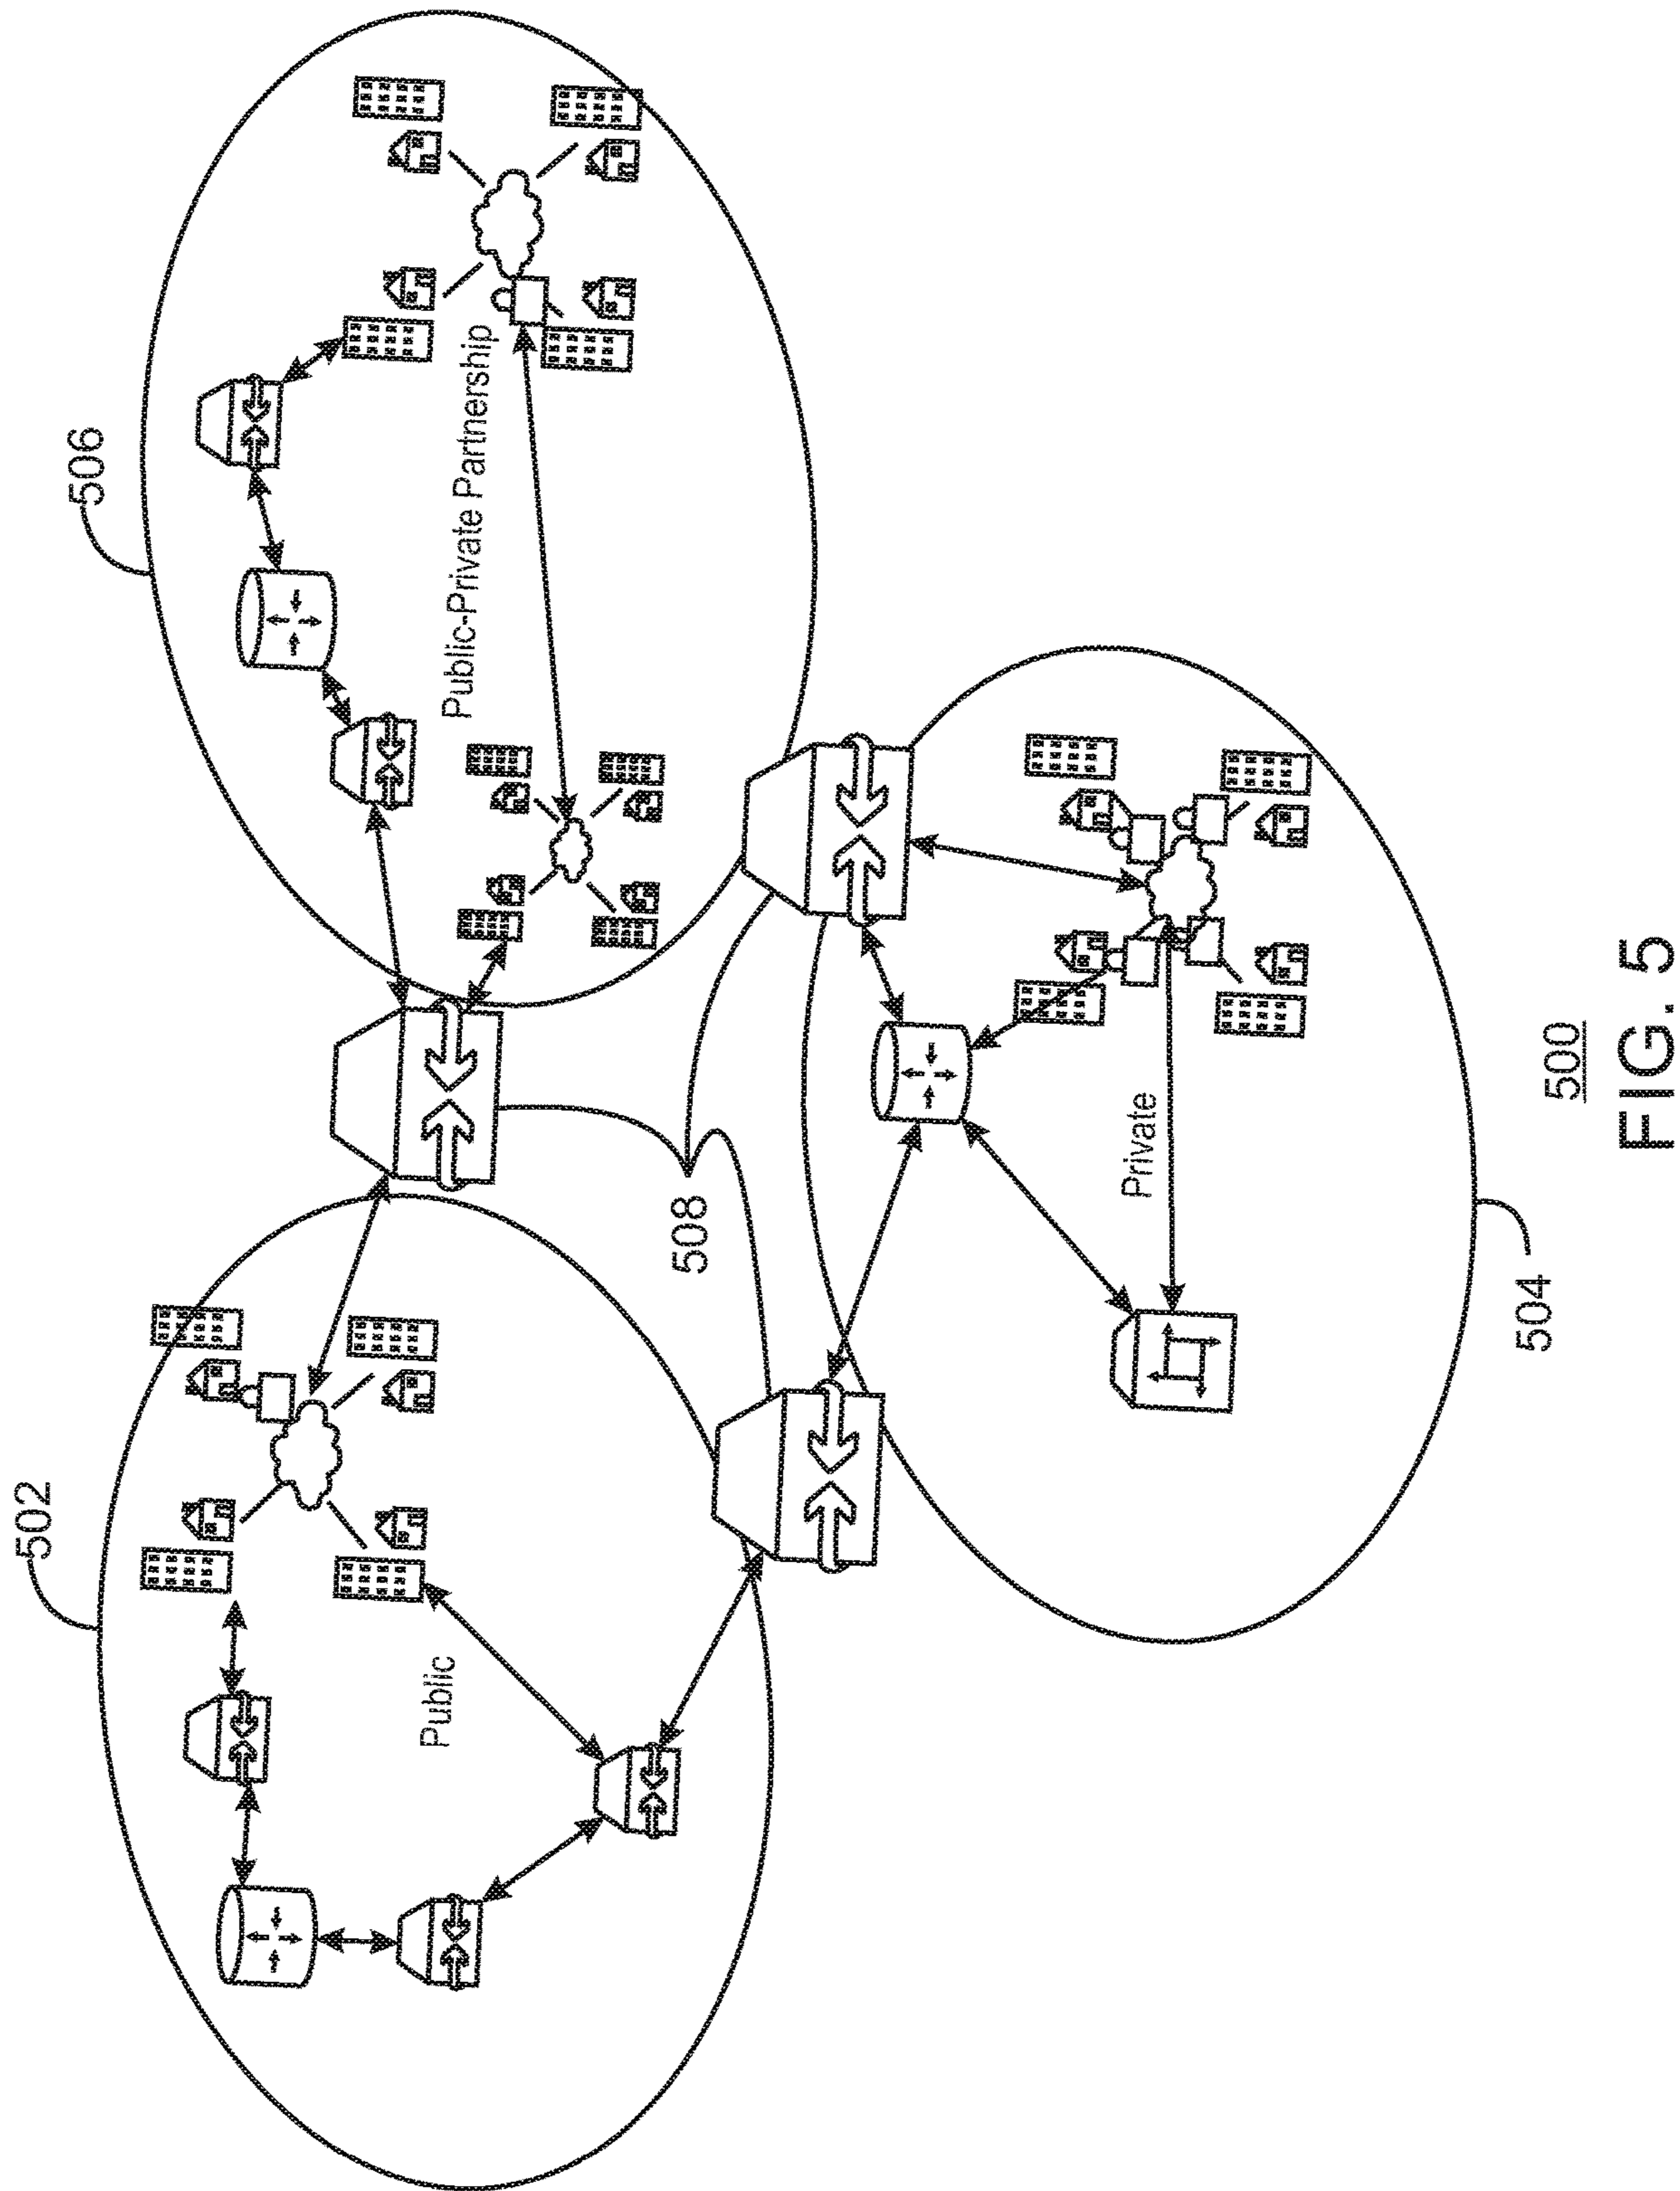 502
506
Public
Public-Private Partnership
508
Private
504
500
FIG. 5